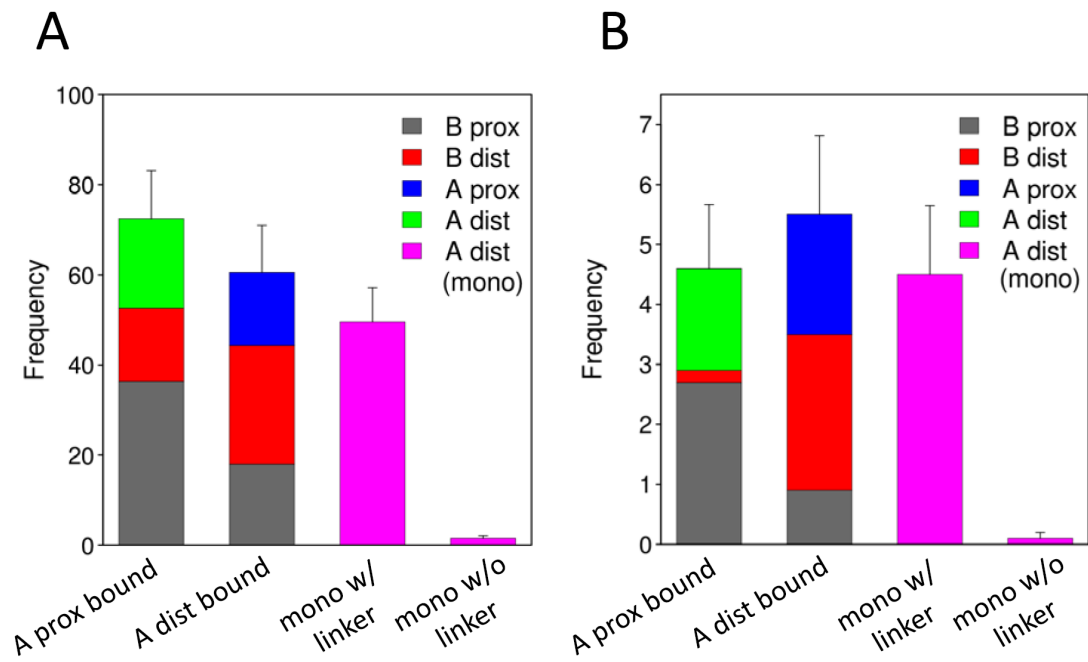 A
B
100
80
60
40
20
0
Frequency
B prox
B dist
A prox
A dist
A dist
(mono)
A prox bound
A dist bound
mono w/
linker
mono w/o
linker
7
6
5
4
3
2
1
0
Frequency
B prox
B dist
A prox
A dist
A dist
(mono)
A prox bound
A dist bound
mono w/
linker
mono w/o
linker